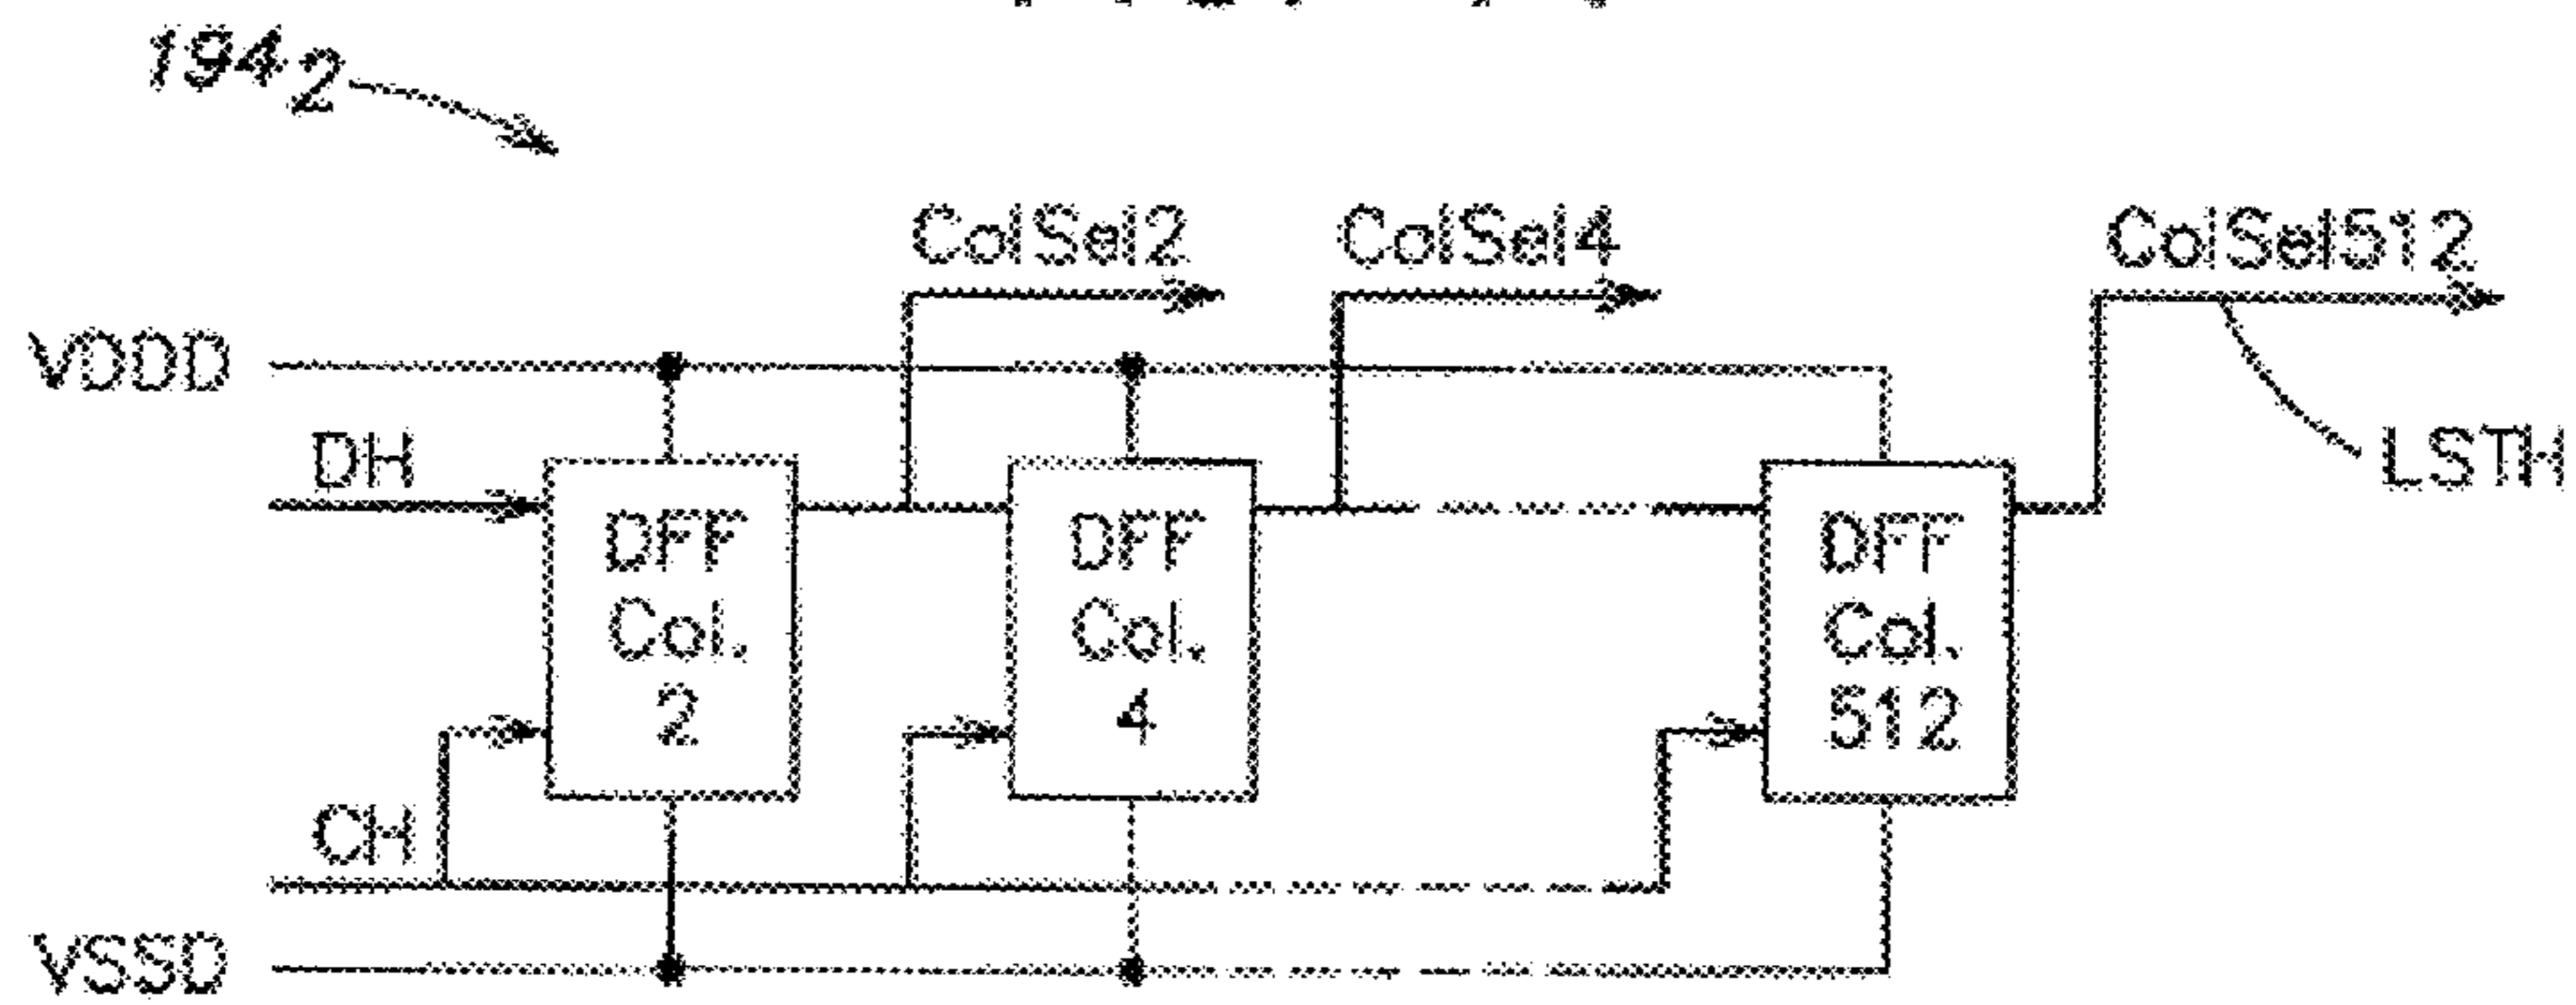 194₂
ColSel2
ColSel4
ColSel512
VDDD
DH
LSTH
DFF
Col.
2
DFF
Col.
4
DFF
Col.
512
CH
VSSD